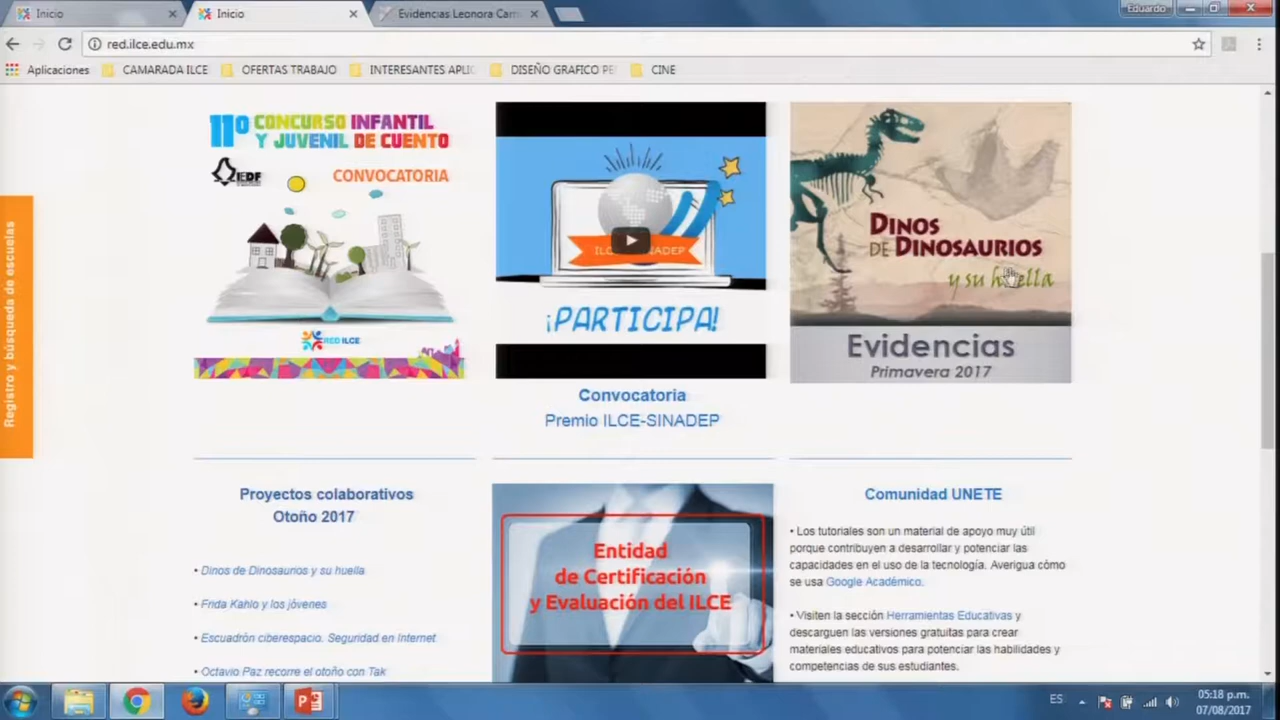 Inicio
Inicio
Evidencias Leonora Carr
Eduardo
red.ilce.edu.mx
Aplicaciones
CAMARADA ILCE
OFERTAS TRABAJO
INTERESANTES APLIC
DISEÑO GRAFICO PE
CINE
Registro y búsqueda de escuelas
11º CONCURSO INFANTIL
Y JUVENIL DE CUENTO
IEDF
CONVOCATORIA
RED ILCE
ILCE SINADEP
¡PARTICIPA!
Convocatoria
Premio ILCE-SINADEP
DINOS
DE DINOSAURIOS
y su huella
Evidencias
Primavera 2017
Proyectos colaborativos
Otoño 2017
• Dinos de Dinosaurios y su huella
• Frida Kahlo y los jóvenes
• Escuadrón ciberespacio. Seguridad en Internet
• Octavio Paz recorre el otoño con Tak
Entidad
de Certificación
y Evaluación del ILCE
Comunidad UNETE
• Los tutoriales son un material de apoyo muy útil
porque contribuyen a desarrollar y potenciar las
capacidades en el uso de la tecnología. Averigua cómo
se usa Google Académico.
• Visiten la sección Herramientas Educativas y
descarguen las versiones gratuitas para crear
materiales educativos para potenciar las habilidades y
competencias de sus estudiantes.
ES
05:18 p.m.
07/08/2017